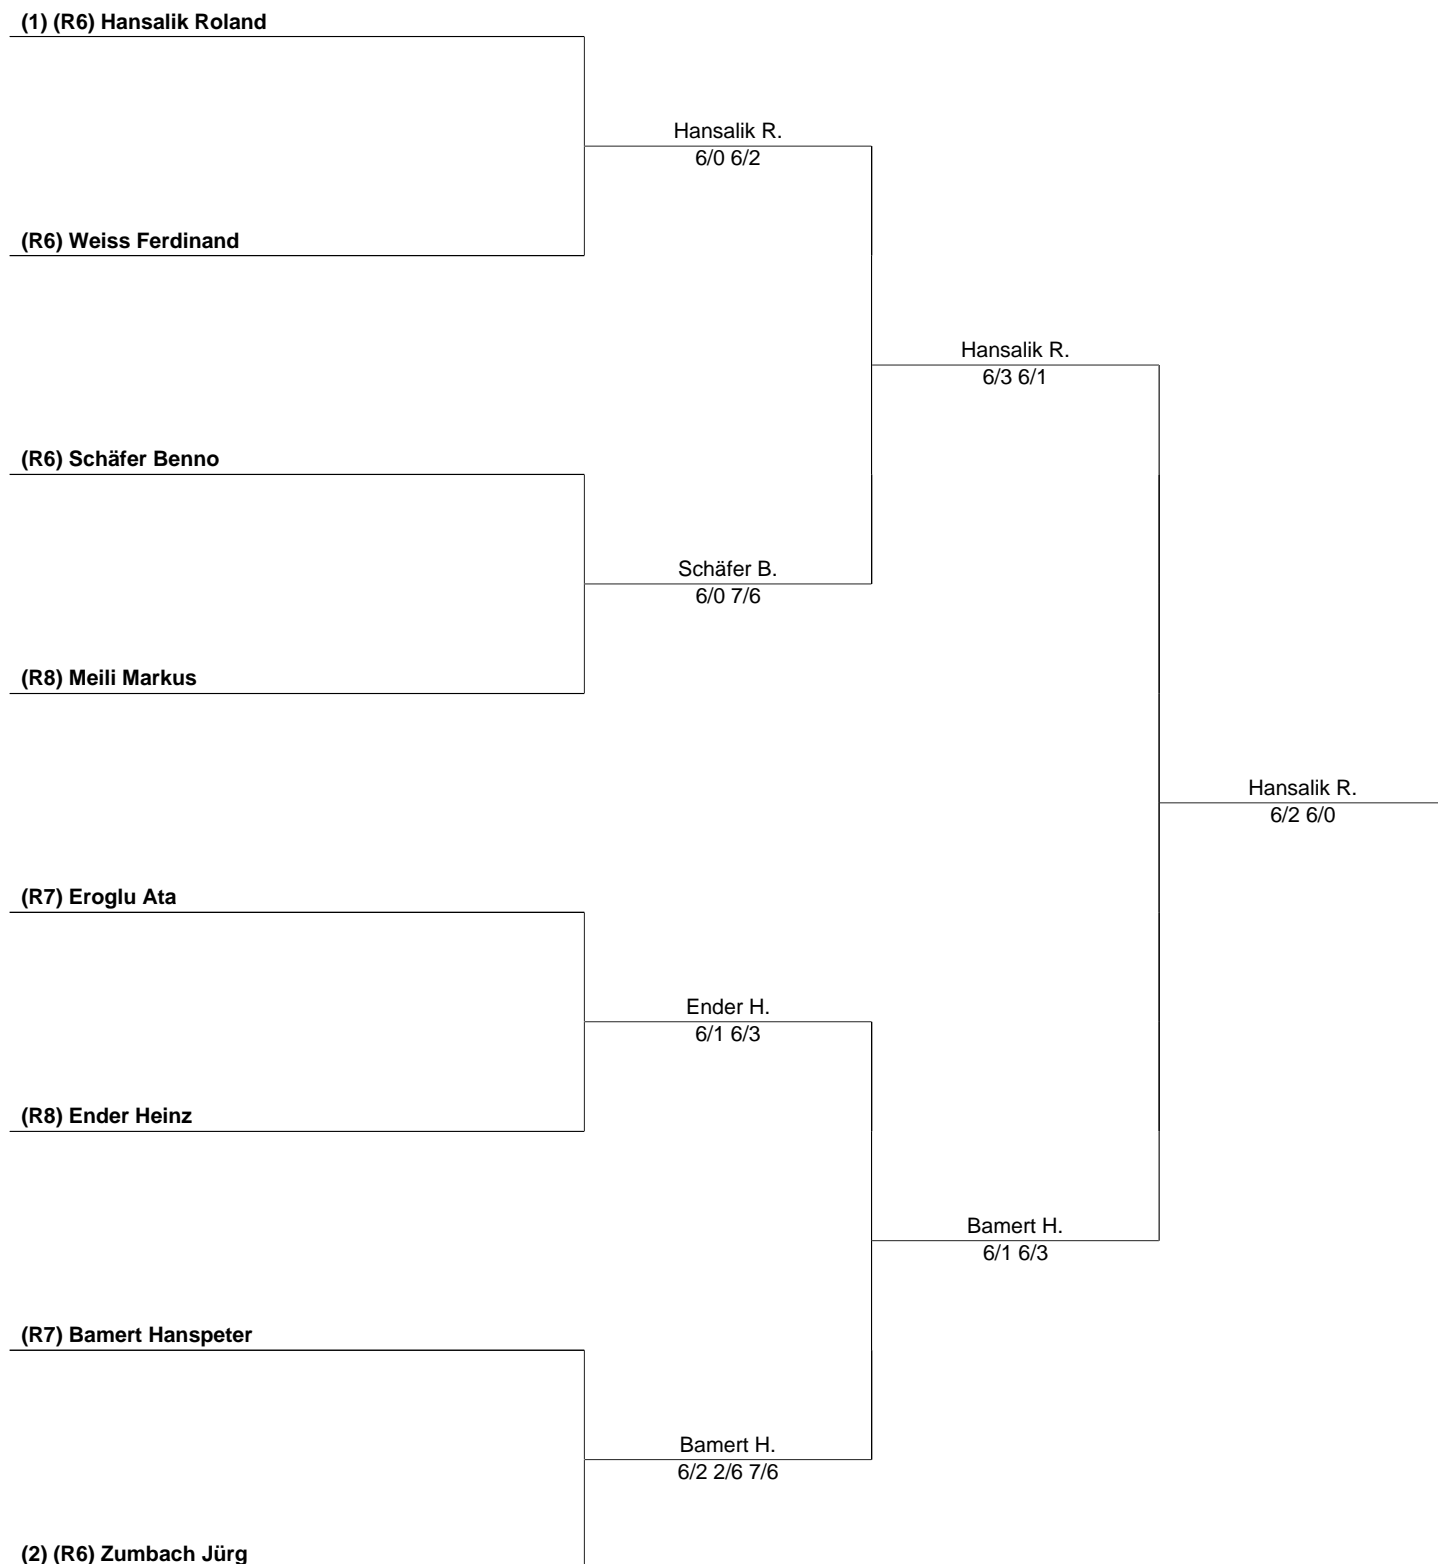 (1) (R6) Hansalik Roland
Hansalik R.
6/0 6/2
(R6) Weiss Ferdinand
Hansalik R.
6/3 6/1
(R6) Schäfer Benno
Schäfer B.
6/0 7/6
(R8) Meili Markus
Hansalik R.
6/2 6/0
(R7) Eroglu Ata
Ender H.
6/1 6/3
(R8) Ender Heinz
Bamert H.
6/1 6/3
(R7) Bamert Hanspeter
Bamert H.
6/2 2/6 7/6
(2) (R6) Zumbach Jürg